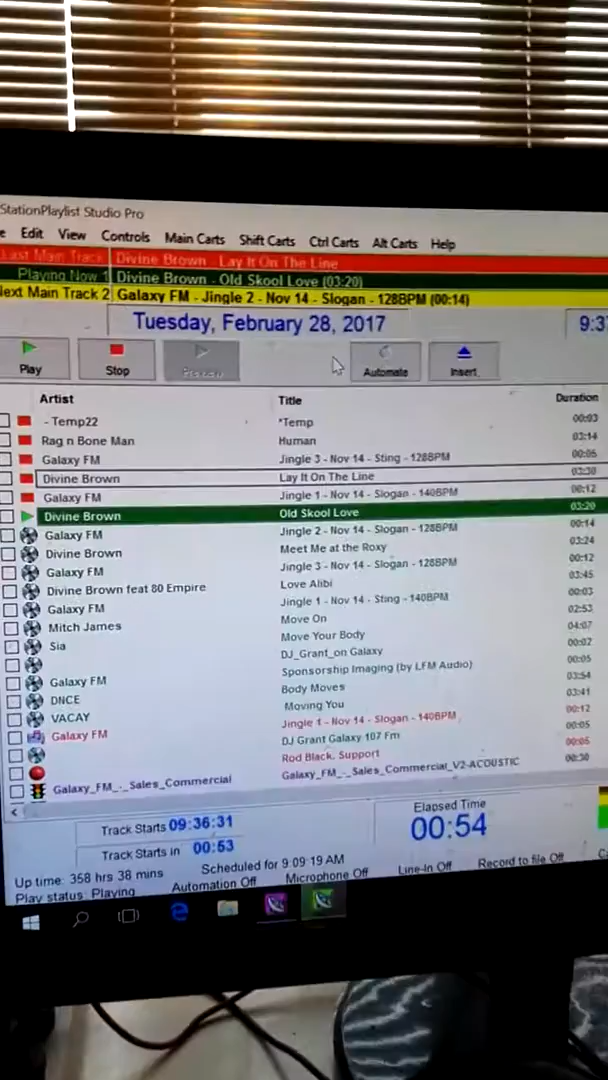 StationPlaylist Studio Pro
e Edit View Controls Main Carts Shift Carts Ctrl Carts Alt Carts Help
Last Main Track Divine Brown - Lay It On The Line
Playing Now 1 Divine Brown - Old Skool Love (03:20)
Next Main Track 2 Galaxy FM - Jingle 2 - Nov 14 - Slogan - 128BPM (00:14)
Tuesday, February 28, 2017 9:37
Play Stop Preview Automate Insert
Artist Title Duration
- Temp22 *Temp 00:03
Rag n Bone Man Human 03:14
Galaxy FM Jingle 3 - Nov 14 - Sting - 128BPM 00:05
Divine Brown Lay It On The Line 03:30
Galaxy FM Jingle 1 - Nov 14 - Slogan - 140BPM 00:12
Divine Brown Old Skool Love 03:20
Galaxy FM Jingle 2 - Nov 14 - Slogan - 128BPM 00:14
Divine Brown Meet Me at the Roxy 03:24
Galaxy FM Jingle 3 - Nov 14 - Slogan - 128BPM 00:12
Divine Brown feat 80 Empire Love Alibi 03:45
Galaxy FM Jingle 1 - Nov 14 - Sting - 140BPM 00:03
Mitch James Move On 02:53
Sia Move Your Body 04:07
DJ_Grant_on Galaxy 00:02
Galaxy FM Sponsorship Imaging (by LFM Audio) 00:05
DNCE Body Moves 03:54
VACAY Moving You 03:41
Galaxy FM Jingle 1 - Nov 14 - Slogan - 140BPM 00:12
DJ Grant Galaxy 107 Fm 00:05
Rod Black. Support 00:05
Galaxy_FM_-_Sales_Commercial Galaxy_FM_-_Sales_Commercial_V2-ACOUSTIC 00:30
Track Starts 09:36:31
Elapsed Time
00:54
Track Starts in 00:53
Up time: 358 hrs 38 mins Scheduled for 9:09:19 AM
Play status: Playing Automation Off Microphone Off Line-In Off Record to file Off